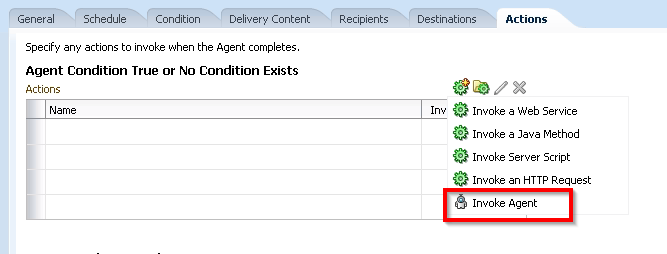 General Schedule Condition Delivery Content Recipients Destinations Actions
Specify any actions to invoke when the Agent completes.
Agent Condition True or No Condition Exists
Actions
Name Inv
Invoke a Web Service
Invoke a Java Method
Invoke Server Script
Invoke an HTTP Request
Invoke Agent